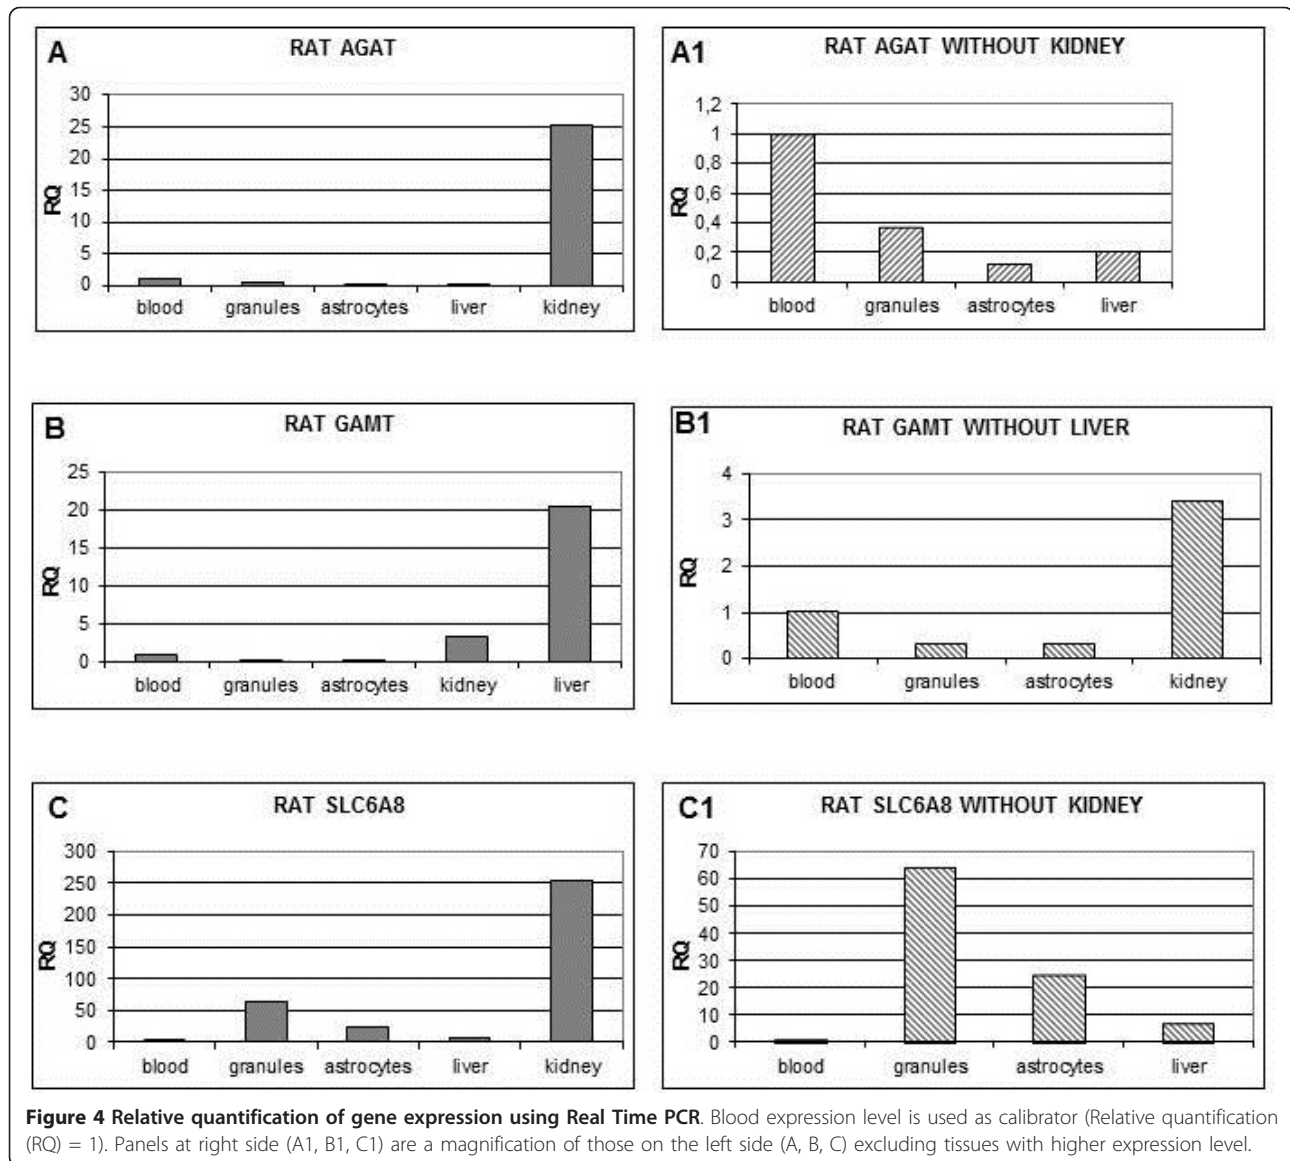 A
RAT AGAT
30
25
20
15
10
5
0
RQ
blood granules astrocytes liver kidney
A1
RAT AGAT WITHOUT KIDNEY
1,2
1
0,8
0,6
0,4
0,2
0
RQ
blood granules astrocytes liver
B
RAT GAMT
25
20
15
10
5
0
RQ
blood granules astrocytes kidney liver
B1
RAT GAMT WITHOUT LIVER
4
3
2
1
0
RQ
blood granules astrocytes kidney
C
RAT SLC6A8
300
250
200
150
100
50
0
RQ
blood granules astrocytes liver kidney
C1
RAT SLC6A8 WITHOUT KIDNEY
70
60
50
40
30
20
10
0
RQ
blood granules astrocytes liver
Figure 4 Relative quantification of gene expression using Real Time PCR. Blood expression level is used as calibrator (Relative quantification
(RQ) = 1). Panels at right side (A1, B1, C1) are a magnification of those on the left side (A, B, C) excluding tissues with higher expression level.